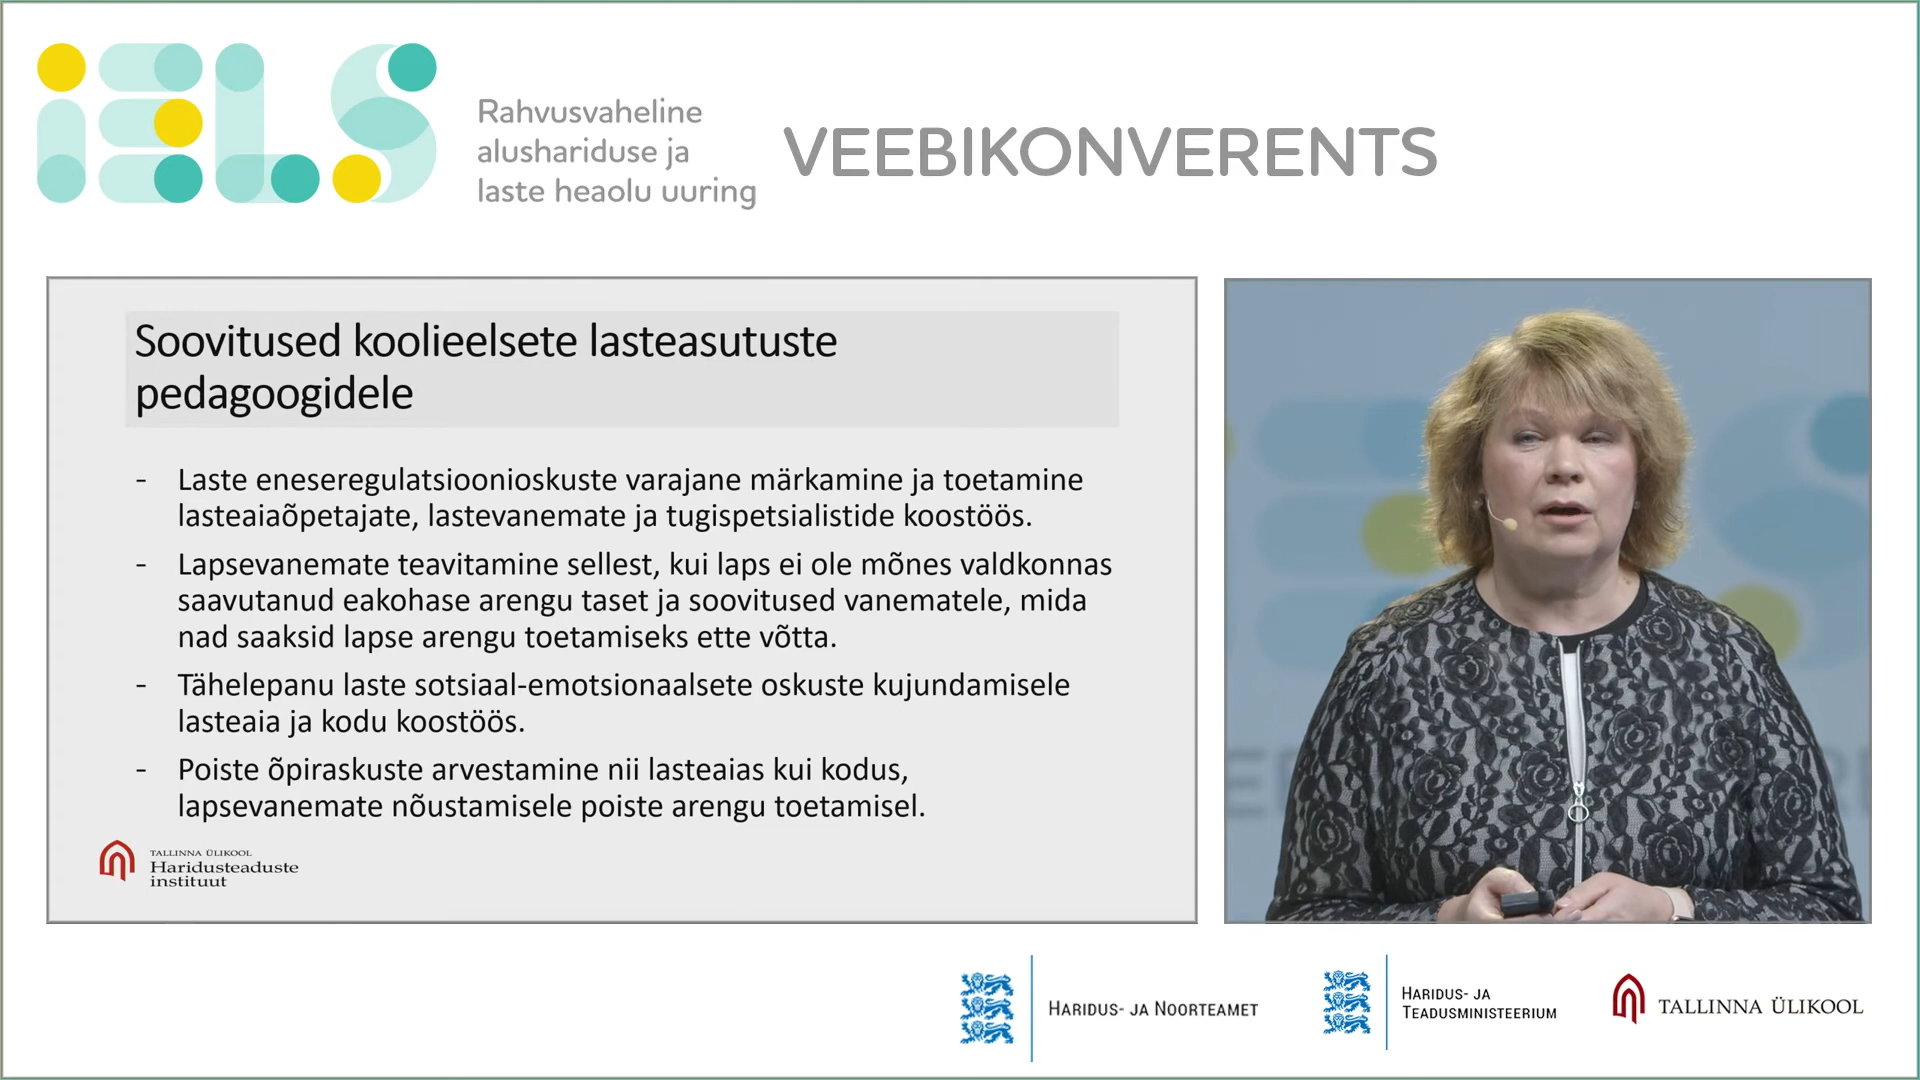 iELS
Rahvusvaheline
alushariduse ja
laste heaolu uuring
VEEBIKONVERENTS
Soovitused koolieelsete lasteasutuste
pedagoogidele
- Laste eneseregulatsioonioskuste varajane märkamine ja toetamine
lasteaiaõpetajate, lastevanemate ja tugispetsialistide koostöös.
- Lapsevanemate teavitamine sellest, kui laps ei ole mõnes valdkonnas
saavutanud eakohase arengu taset ja soovitused vanematele, mida
nad saaksid lapse arengu toetamiseks ette võtta.
- Tähelepanu laste sotsiaal-emotsionaalsete oskuste kujundamisele
lasteaia ja kodu koostöös.
- Poiste õpiraskuste arvestamine nii lasteaias kui kodus,
lapsevanemate nõustamisele poiste arengu toetamisel.
TALLINNA ÜLIKOOL
Haridusteaduste
instituut
HARIDUS- JA NOORTEAMET
HARIDUS- JA
TEADUSMINISTEERIUM
TALLINNA ÜLIKOOL